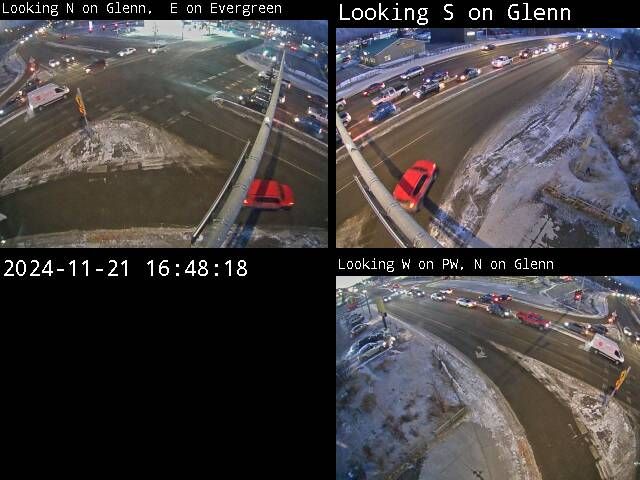 Looking N on Glenn, E on Evergreen
Looking S on Glenn
2024-11-21 16:48:18
Looking W on PW, N on Glenn